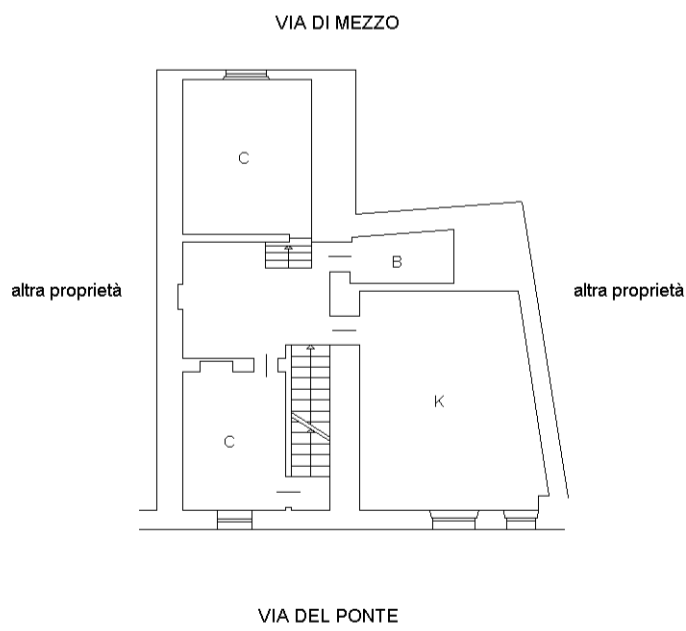 VIA DI MEZZO
C
B
altra proprietà
altra proprietà
K
C
VIA DEL PONTE